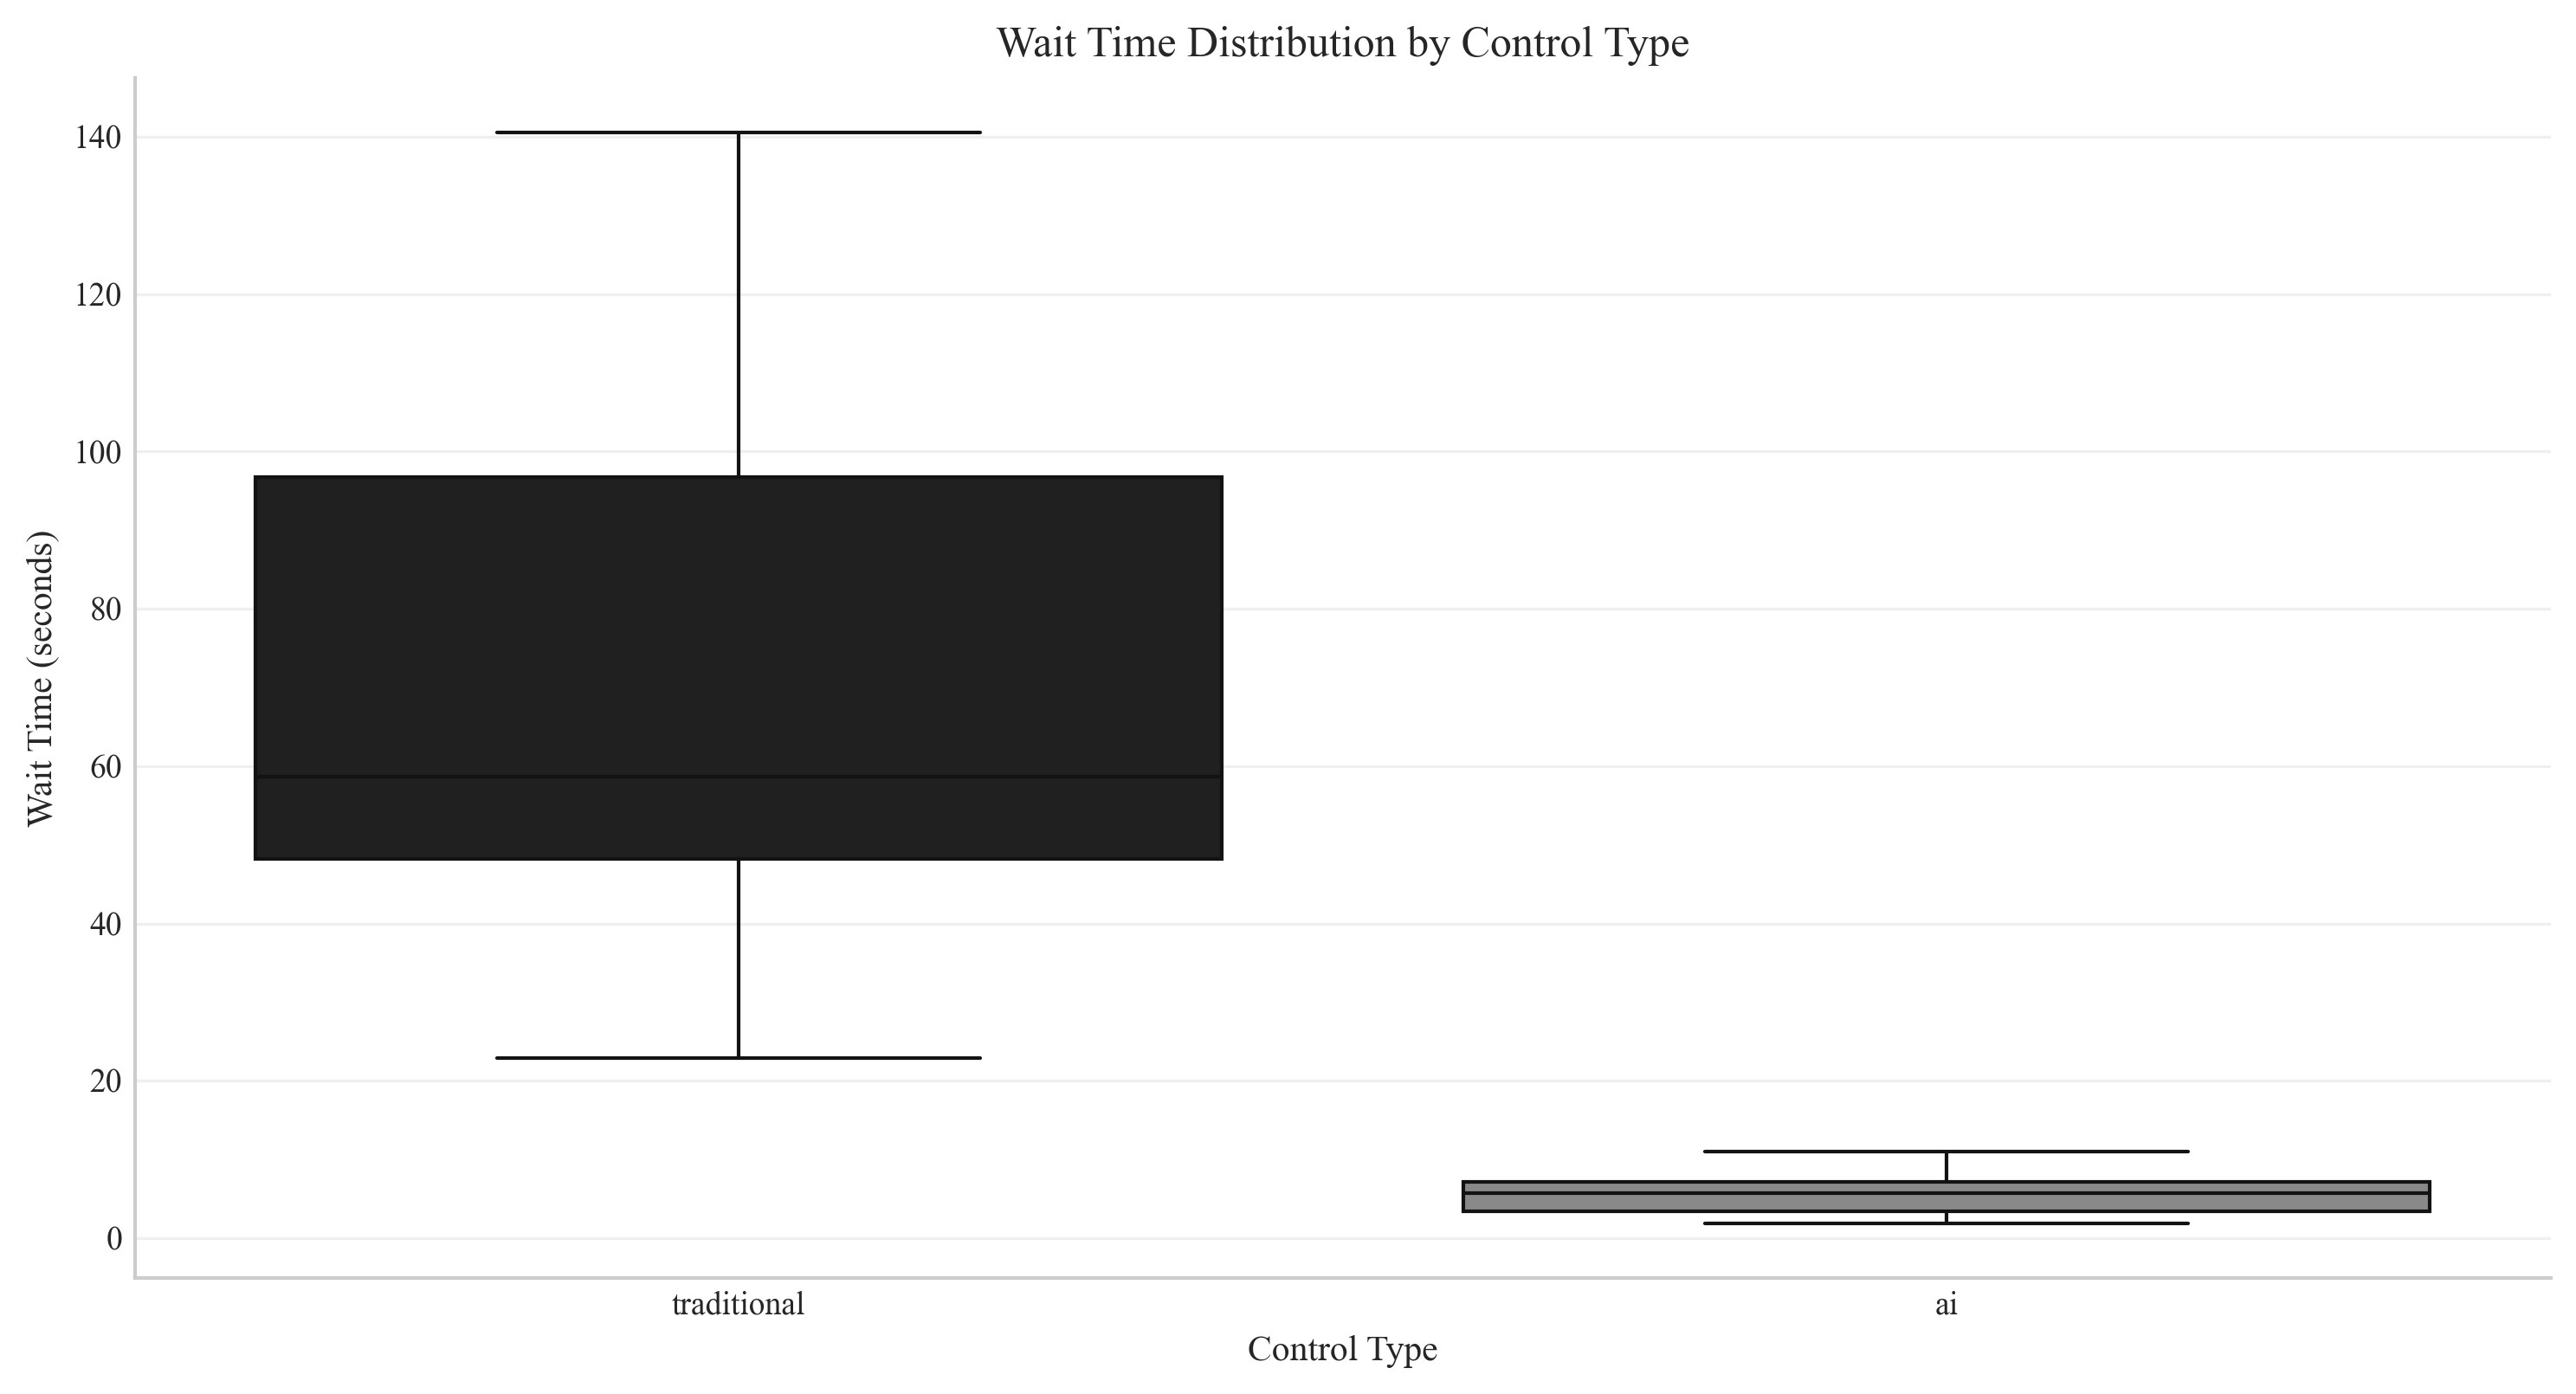 Wait Time Distribution by Control Type
Wait Time (seconds)
140
120
100
80
60
40
20
0
traditional
ai
Control Type